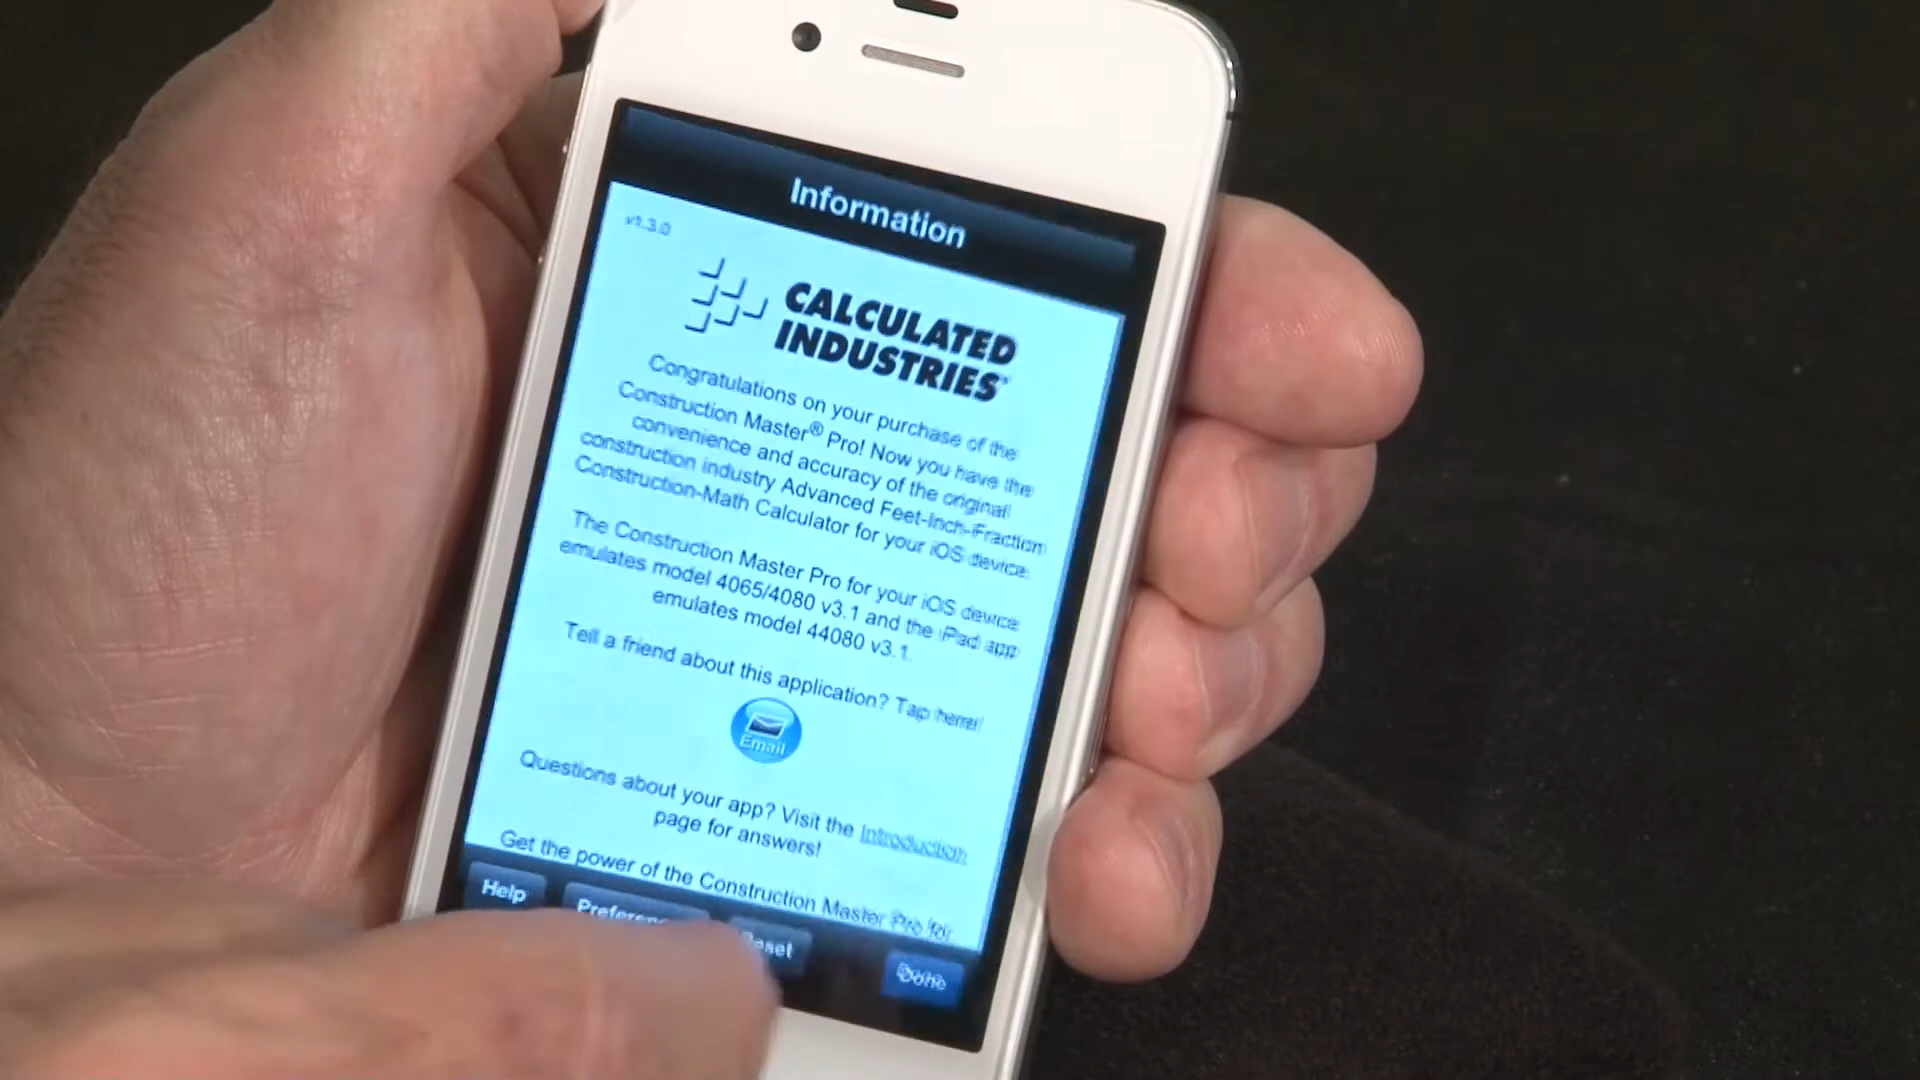 Information
v1.3.0
CALCULATED
INDUSTRIES®
Congratulations on your purchase of the
Construction Master® Pro! Now you have the
convenience and accuracy of the original
construction industry Advanced Feet-Inch-Fraction
Construction-Math Calculator for your iOS device.
The Construction Master Pro for your iOS device
emulates model 4065/4080 v3.1 and the iPad app
emulates model 44080 v3.1.
Tell a friend about this application? Tap here!
Email
Questions about your app? Visit the Introduction
page for answers!
Get the power of the Construction Master Pro for
Help
Done